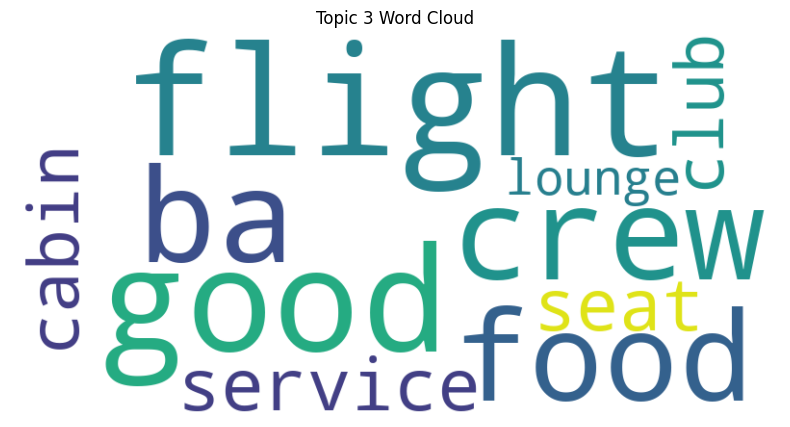 Topic 3 Word Cloud
flight
club
lounge
cabin
ba
crew
good
seat
food
service